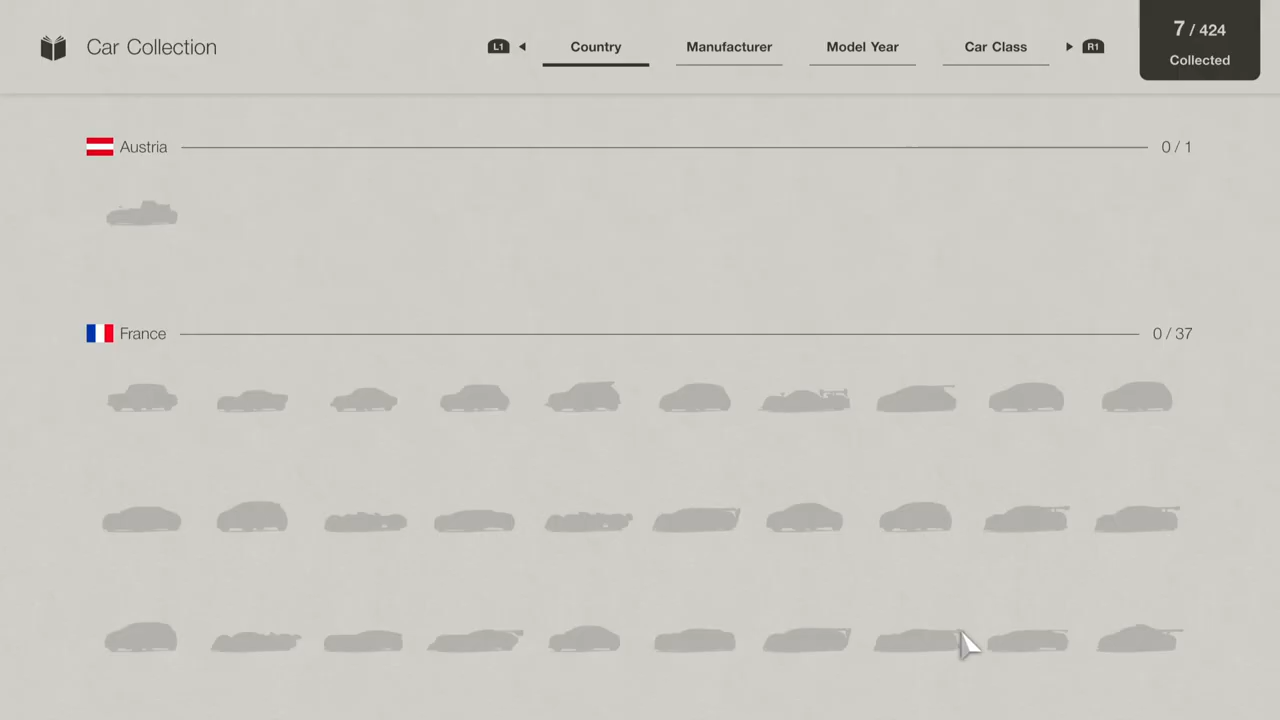 Car Collection
L1
Country
Manufacturer
Model Year
Car Class
R1
7 / 424
Collected
Austria
0 / 1
France
0 / 37